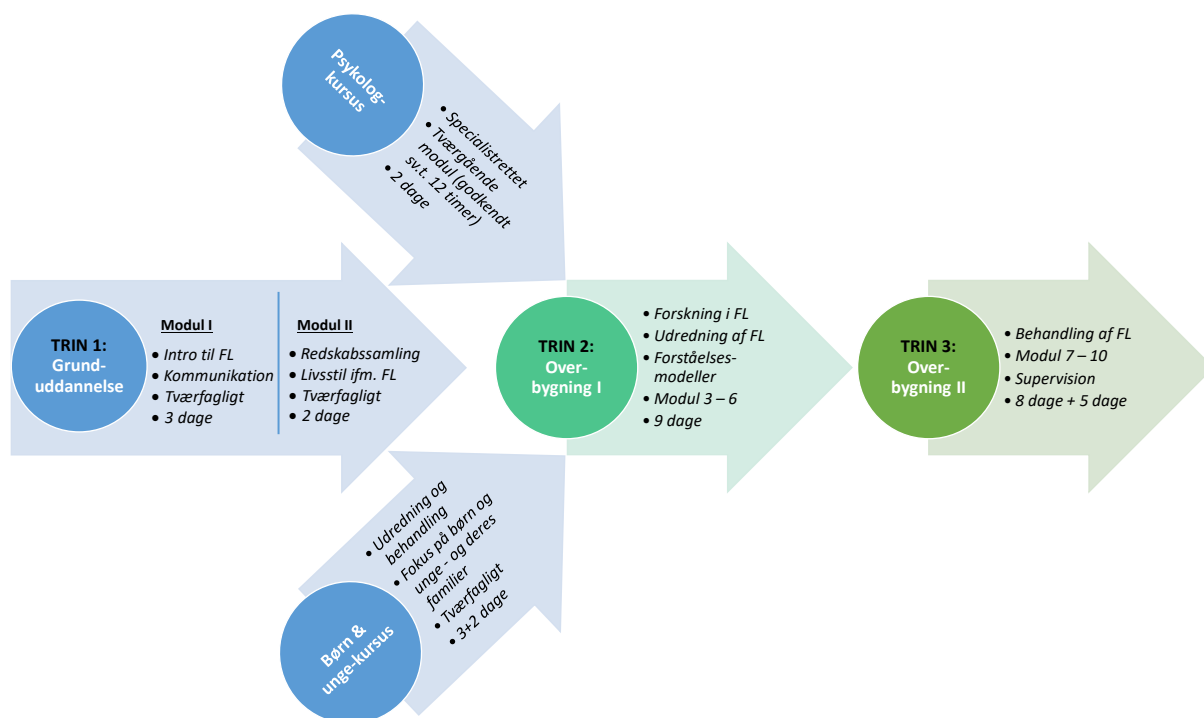 Psykolog-
kursus
• Specialistrettet
• Tværgående
modul (godkendt
sv.t. 12 timer)
• 2 dage
TRIN 1:
Grund-
uddannelse
Modul I
• Intro til FL
• Kommunikation
• Tværfagligt
• 3 dage
Modul II
• Redskabssamling
• Livsstil ifm. FL
• Tværfagligt
• 2 dage
TRIN 2:
Over-
bygning I
• Forskning i FL
• Udredning af FL
• Forståelses-
modeller
• Modul 3 – 6
• 9 dage
TRIN 3:
Over-
bygning II
• Behandling af FL
• Modul 7 – 10
• Supervision
• 8 dage + 5 dage
Børn &
unge-kursus
• Udredning og
behandling
• Fokus på børn og
unge - og deres
familier
• Tværfagligt
• 3+2 dage